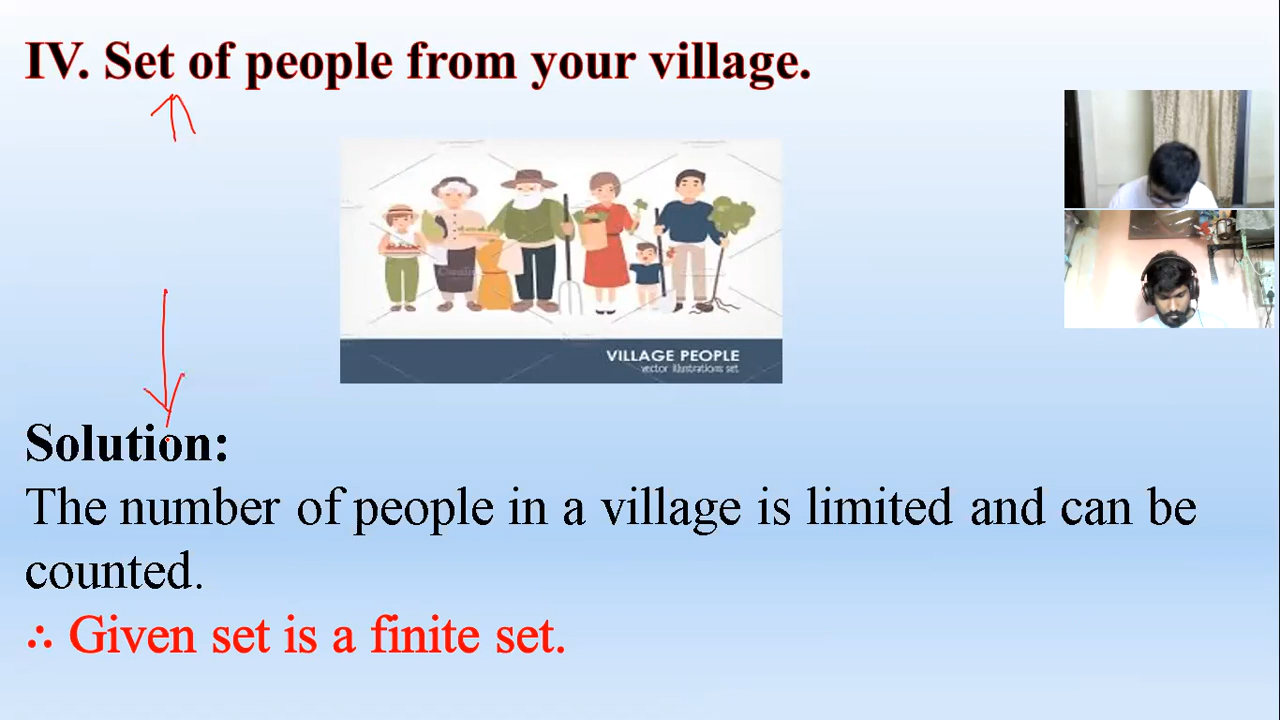 IV. Set of people from your village.
VILLAGE PEOPLE
vector illustrations set
Solution:
The number of people in a village is limited and can be
counted.
∴ Given set is a finite set.